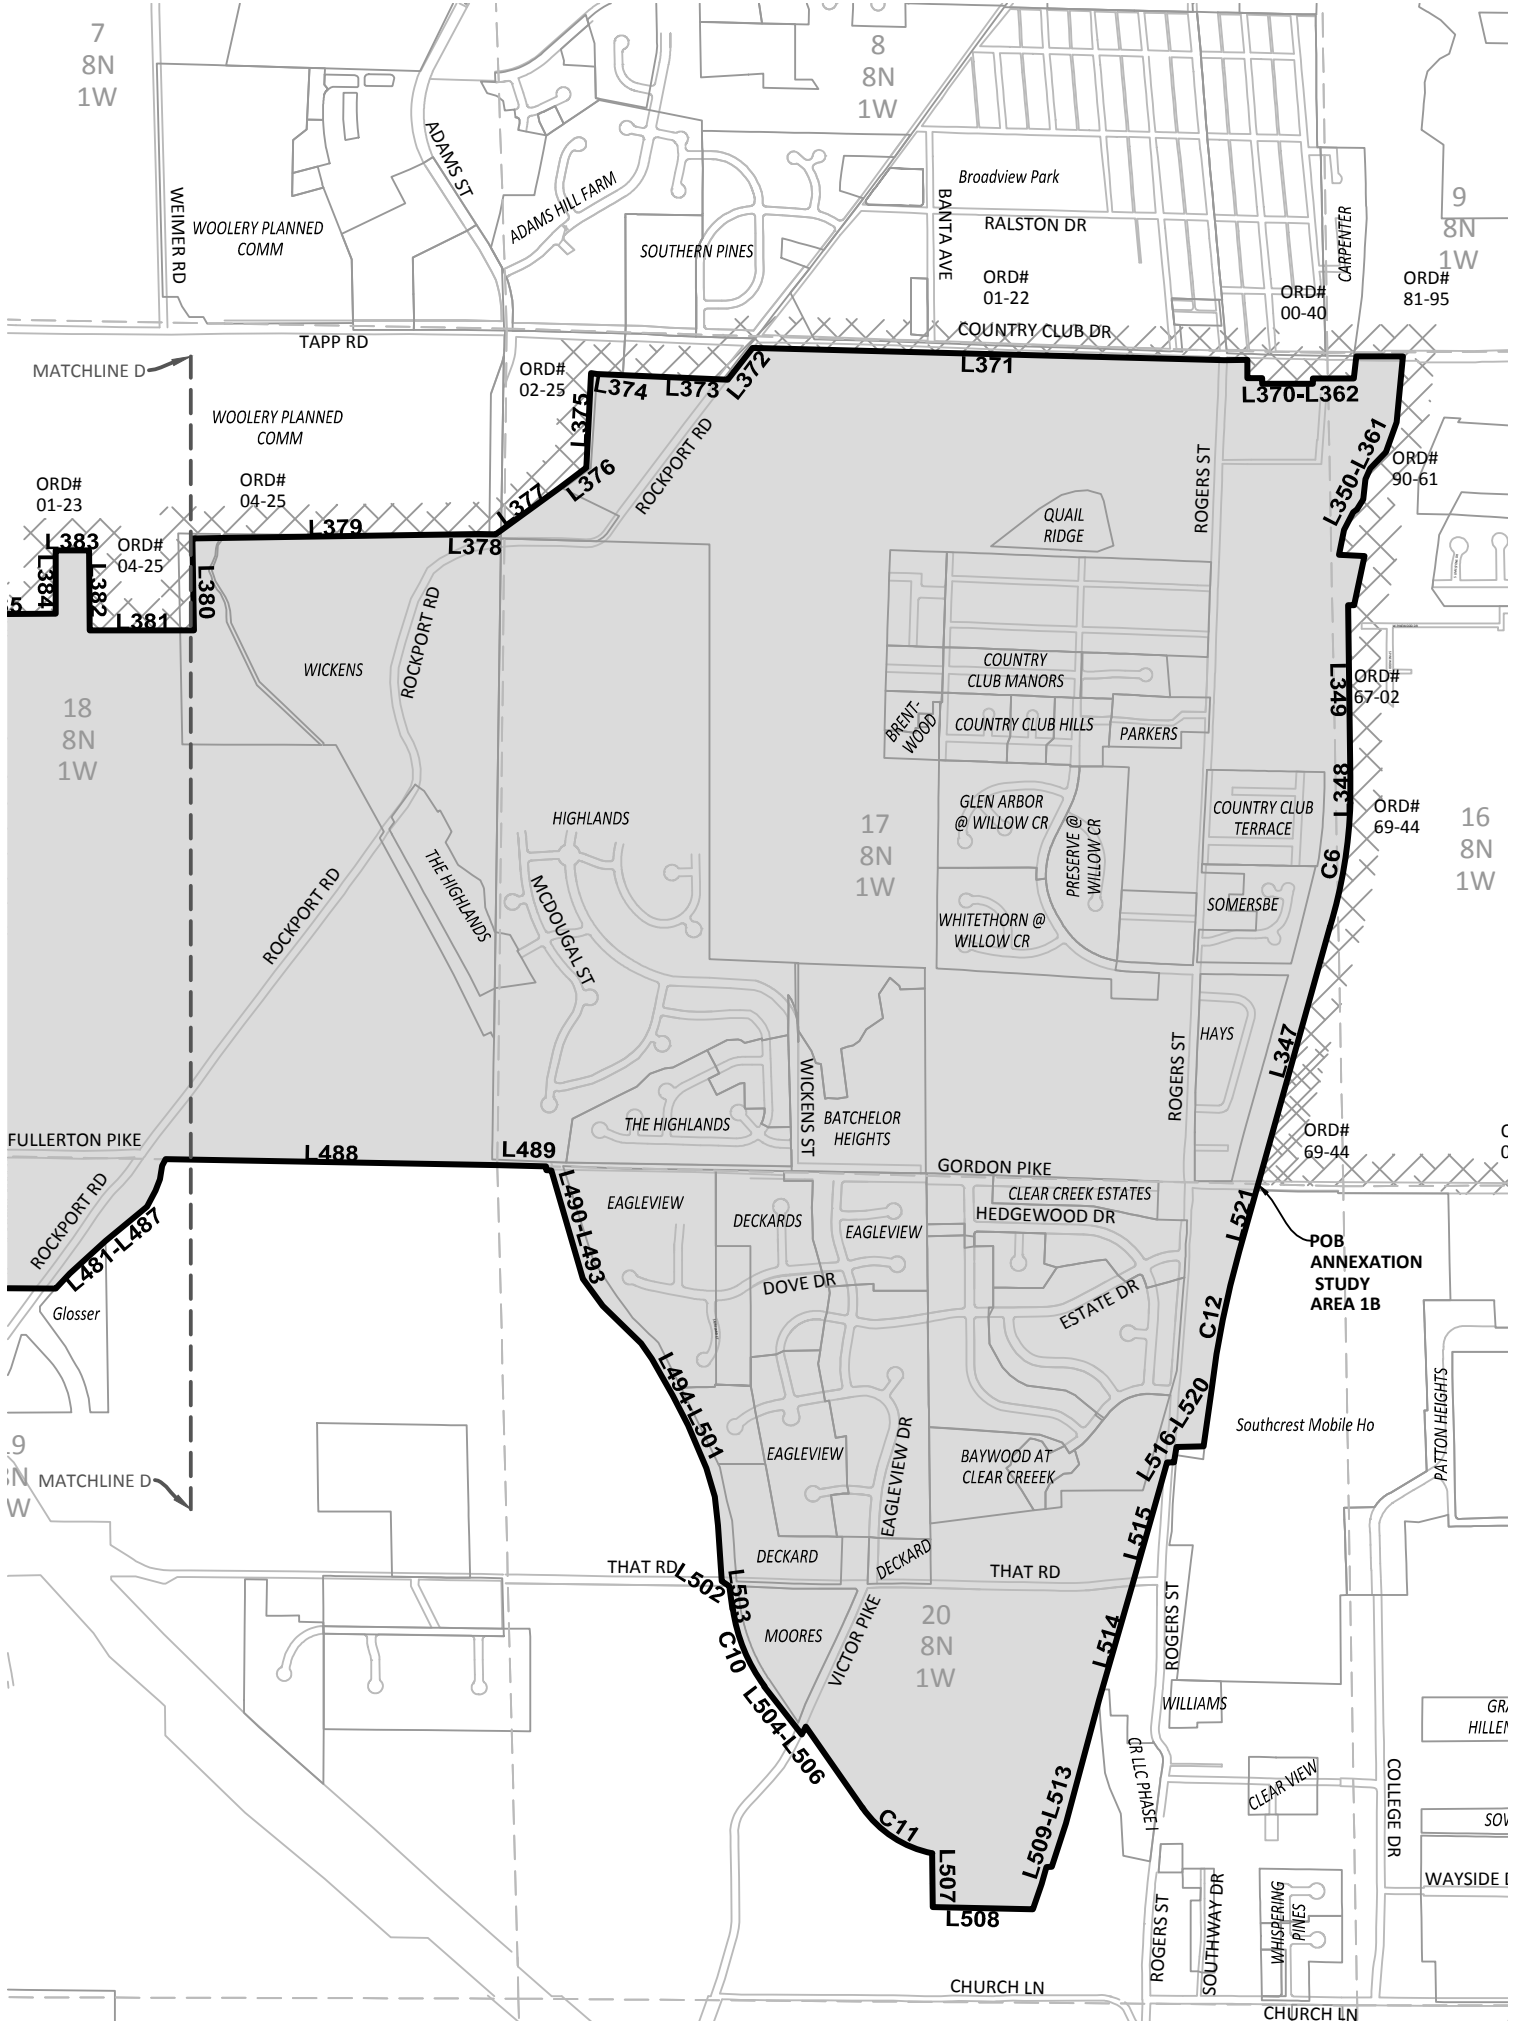 7
8N
1W
8
8N
1W
ADAMS ST
ADAMS HILL FARM
Broadview Park
BANTA AVE
RALSTON DR
CARPENTER
9
8N
1W
WEIMER RD
WOOLERY PLANNED
COMM
SOUTHERN PINES
ORD#
01-22
ORD#
00-40
ORD#
81-95
TAPP RD
COUNTRY CLUB DR
MATCHLINE D
ORD#
02-25
L374
L373
L372
L371
L370-L362
L375
WOOLERY PLANNED
COMM
L376
ROCKPORT RD
ROGERS ST
L350-L361
ORD#
90-61
ORD#
01-23
ORD#
04-25
L377
QUAIL
RIDGE
L379
L378
L383
ORD#
04-25
L384
L382
L380
L381
5
ROCKPORT RD
WICKENS
COUNTRY
CLUB MANORS
L349
ORD#
67-02
18
8N
1W
BRENT-
WOOD
COUNTRY CLUB HILLS
PARKERS
L348
HIGHLANDS
17
8N
1W
GLEN ARBOR
@ WILLOW CR
PRESERVE @
WILLOW CR
COUNTRY CLUB
TERRACE
ORD#
69-44
16
8N
1W
C6
THE HIGHLANDS
ROCKPORT RD
MCDOUGAL ST
WHITETHORN @
WILLOW CR
SOMERSBE
HAYS
L347
ROGERS ST
WICKENS ST
THE HIGHLANDS
BATCHELOR
HEIGHTS
ORD#
69-44
FULLERTON PIKE
L488
L489
GORDON PIKE
ROCKPORT RD
L481-L487
L490-L493
EAGLEVIEW
DECKARDS
EAGLEVIEW
CLEAR CREEK ESTATES
HEDGEWOOD DR
L521
POB
ANNEXATION
STUDY
AREA 1B
Glosser
DOVE DR
ESTATE DR
C12
L494-L501
L516-L520
PATTON HEIGHTS
Southcrest Mobile Ho
EAGLEVIEW
EAGLEVIEW DR
BAYWOOD AT
CLEAR CREEEK
9
N
W
MATCHLINE D
L515
DECKARD
DECKARD
THAT RD
L502
L503
THAT RD
ROGERS ST
L514
MOORES
VICTOR PIKE
20
8N
1W
C10
L504-L506
WILLIAMS
GRA
HILLEN
CR LLC PHASE I
CLEAR VIEW
COLLEGE DR
C11
L509-L513
SOW
L507
L508
WAYSIDE D
ROGERS ST
SOUTHWAY DR
WHISPERING
PINES
CHURCH LN
CHURCH LN